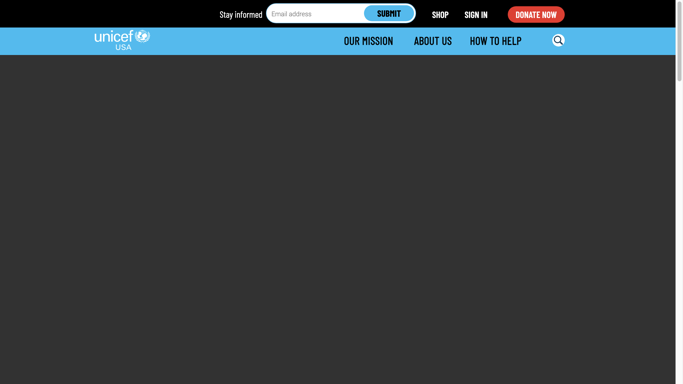 Stay informed Email address SUBMIT SHOP SIGN IN DONATE NOW
unicef USA OUR MISSION ABOUT US HOW TO HELP